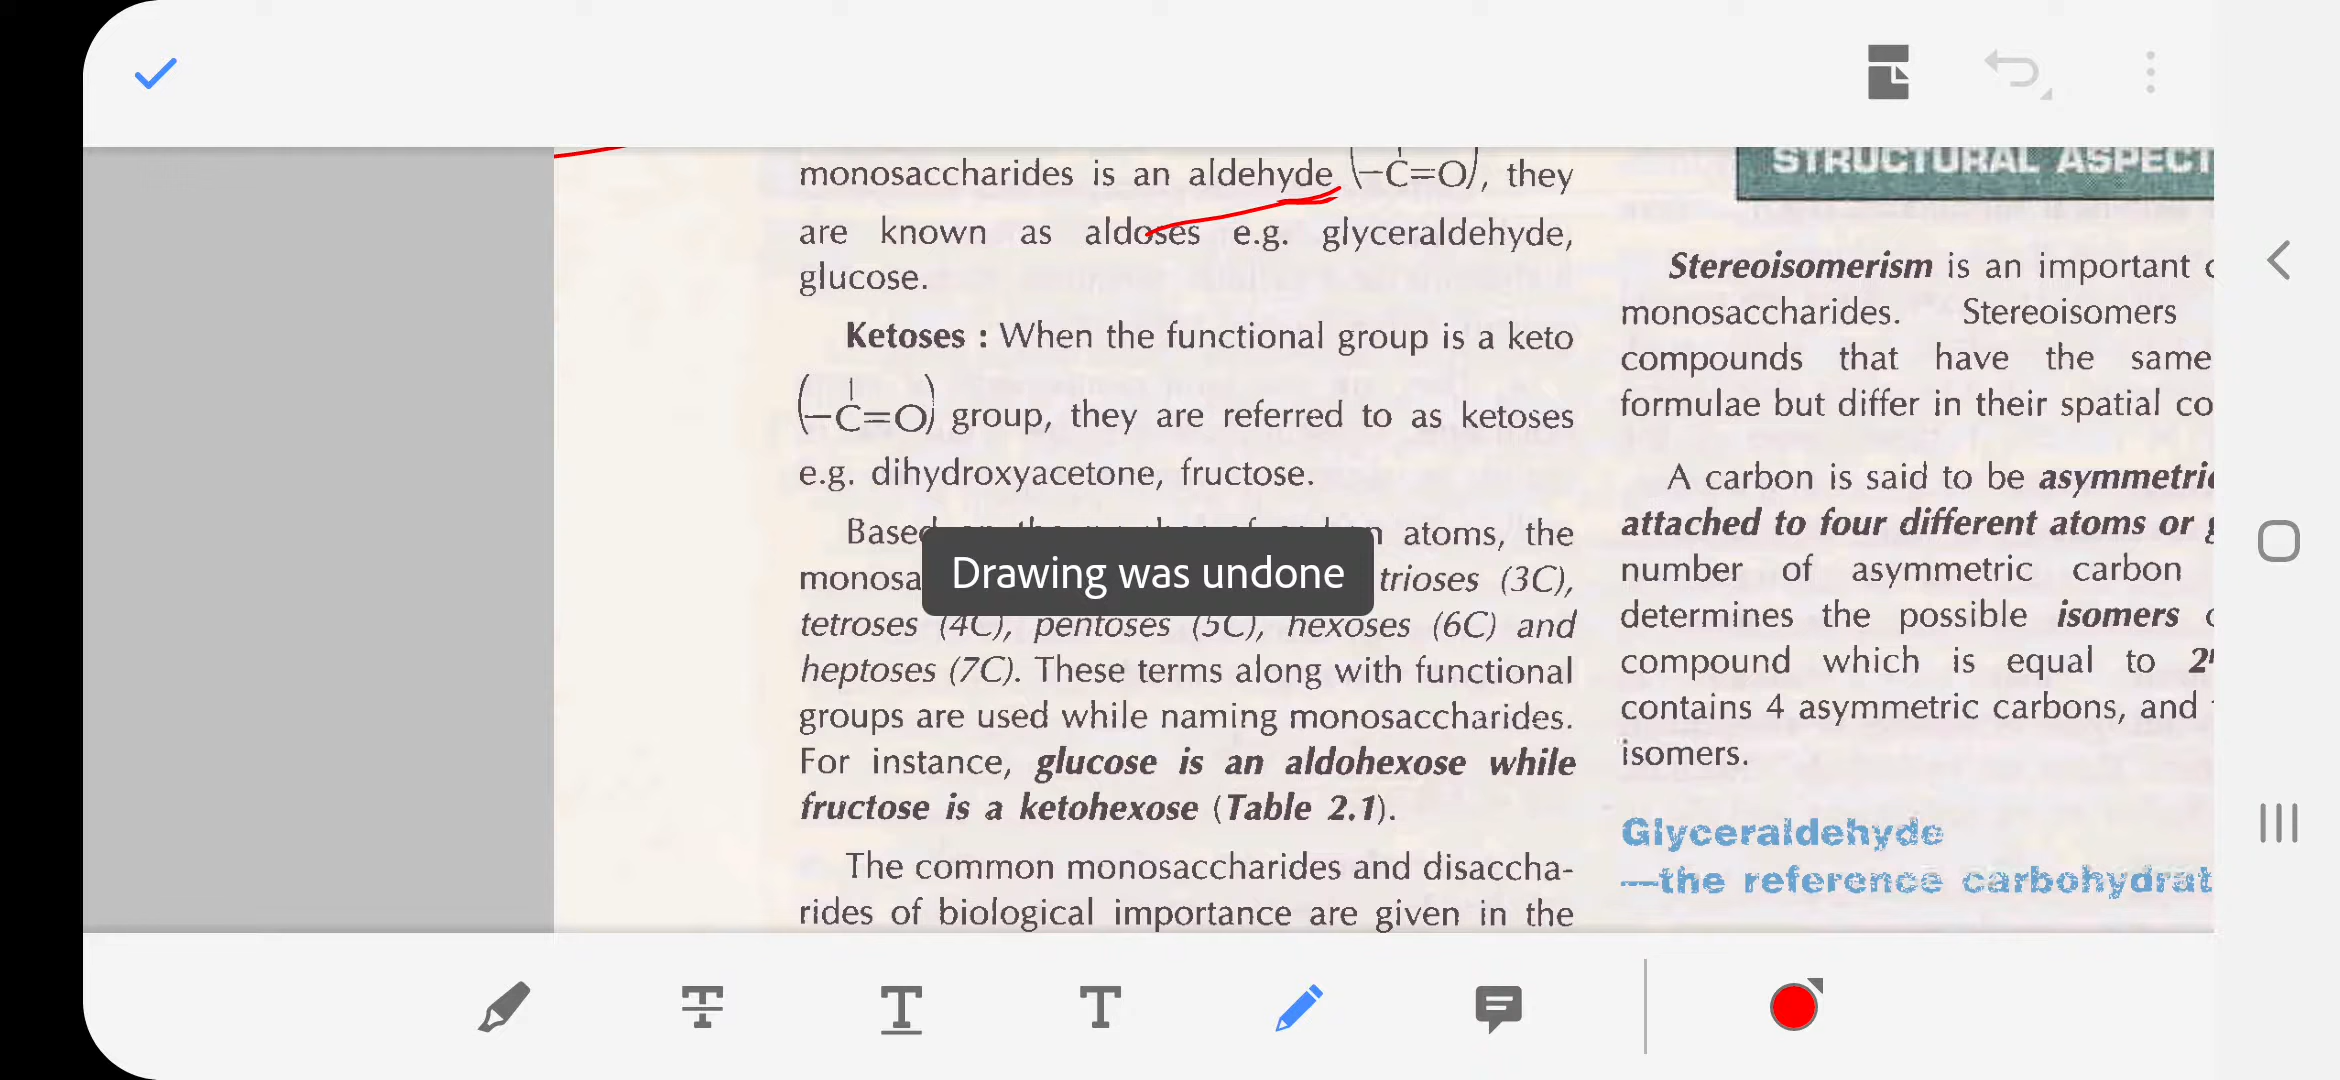 monosaccharides is an aldehyde (−C=O), they
are known as aldoses e.g. glyceraldehyde,
glucose.
Ketoses : When the functional group is a keto
(−C=O) group, they are referred to as ketoses
e.g. dihydroxyacetone, fructose.
atoms, the
trioses (3C),
tetroses (4C), pentoses (5C), hexoses (6C) and
heptoses (7C). These terms along with functional
groups are used while naming monosaccharides.
For instance, glucose is an aldohexose while
fructose is a ketohexose (Table 2.1).
The common monosaccharides and disaccha-
rides of biological importance are given in the
STRUCTURAL ASPECT
Stereoisomerism is an important
monosaccharides. Stereoisomers
compounds that have the same
formulae but differ in their spatial co
A carbon is said to be asymmetric
attached to four different atoms or
number of asymmetric carbon
determines the possible isomers
compound which is equal to 2ⁿ
contains 4 asymmetric carbons, and
isomers.
Glyceraldehyde
—the reference carbohydrat
Drawing was undone